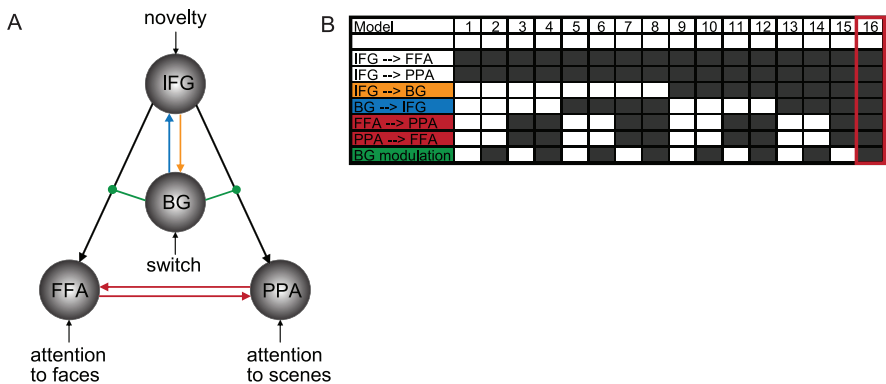 A
novelty
IFG
BG
switch
FFA
PPA
attention
to faces
attention
to scenes
B
Model 1 2 3 4 5 6 7 8 9 10 11 12 13 14 15 16
IFG --> FFA
IFG --> PPA
IFG --> BG
BG --> IFG
FFA --> PPA
PPA --> FFA
BG modulation